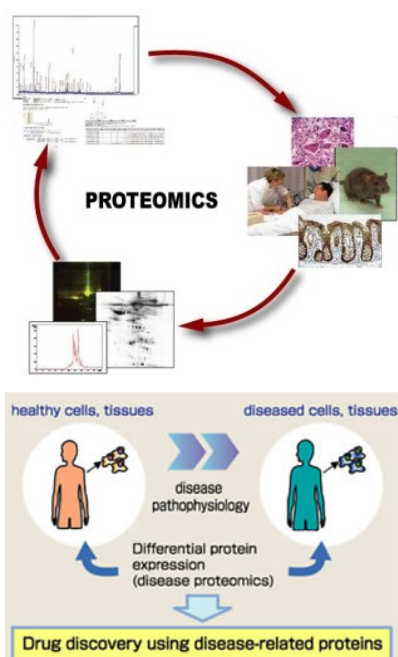 PROTEOMICS
healthy cells, tissues
diseased cells, tissues
disease
pathophysiology
Differential protein
expression
(disease proteomics)
Drug discovery using disease-related proteins